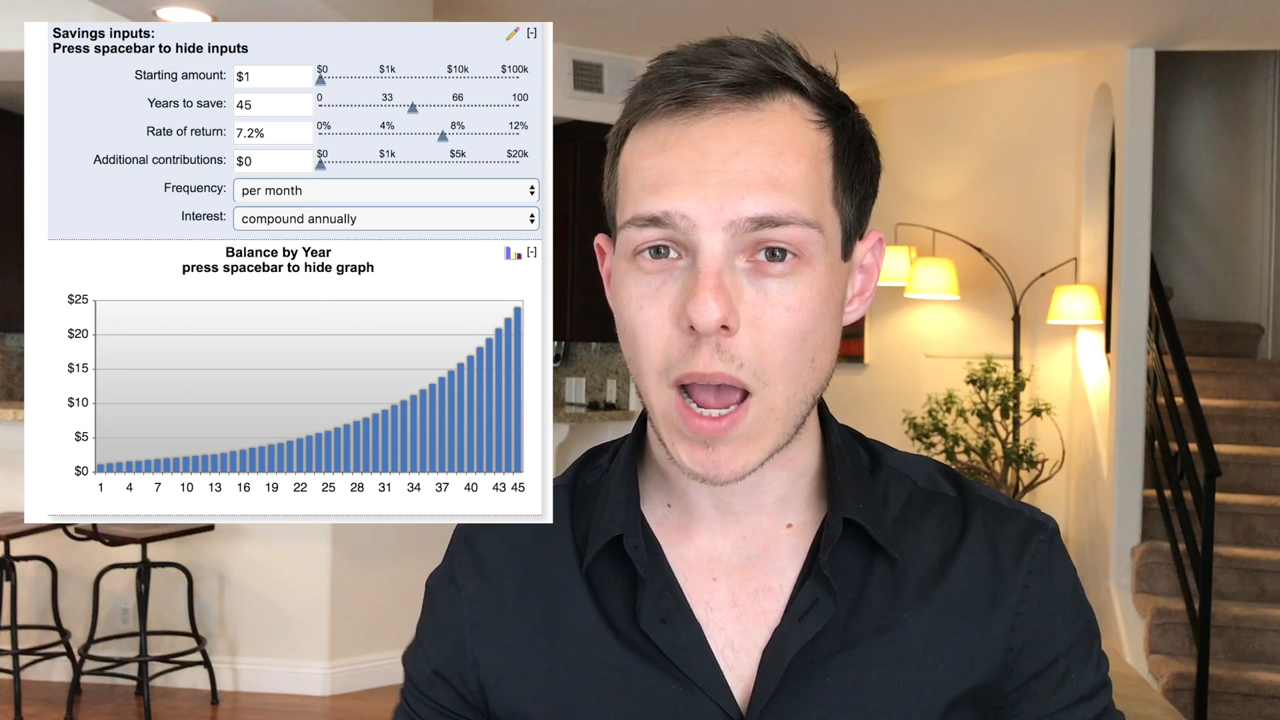 Savings inputs: [-]
Press spacebar to hide inputs
Starting amount: $1 $0 $1k $10k $100k
Years to save: 45 0 33 66 100
Rate of return: 7.2% 0% 4% 8% 12%
Additional contributions: $0 $0 $1k $5k $20k
Frequency: per month
Interest: compound annually
Balance by Year [-]
press spacebar to hide graph
$25
$20
$15
$10
$5
$0
1 4 7 10 13 16 19 22 25 28 31 34 37 40 43 45